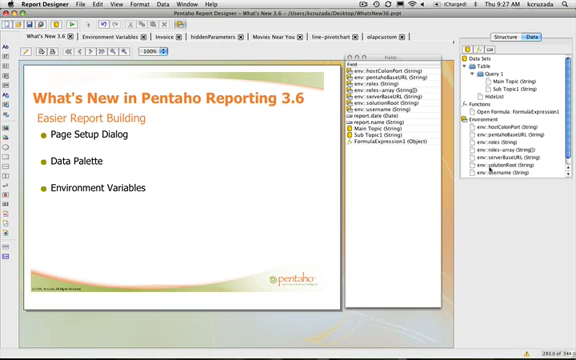 Report Designer File Edit View Insert Format Data Window Help (Charged) Thu 9:27 AM kcruzada
Pentaho Report Designer - /Users/kcruzada/Desktop/WhatsNew36.prpt
What's New 3.6 Environment Variables Invoice hiddenParameters Movies Near You line-pivotchart olapcustom
Structure Data
100%
Fields
Field
env::hostColonPort (String)
env::pentahoBaseURL (String)
env::roles (String)
env::roles-array (String[])
env::serverBaseURL (String)
env::solutionRoot (String)
env::username (String)
report.date (Date)
report.name (String)
Main Topic (String)
Sub Topic1 (String)
FormulaExpression1 (Object)
What's New in Pentaho Reporting 3.6
Easier Report Building
Page Setup Dialog
Data Palette
Environment Variables
pentaho
Data Sets
Table
Query 1
Main Topic (String)
Sub Topic1 (String)
HideList
Functions
Open Formula: FormulaExpression1
Environment
env::hostColonPort (String)
env::pentahoBaseURL (String)
env::roles (String)
env::roles-array (String[])
env::serverBaseURL (String)
env::solutionRoot (String)
env::username (String)